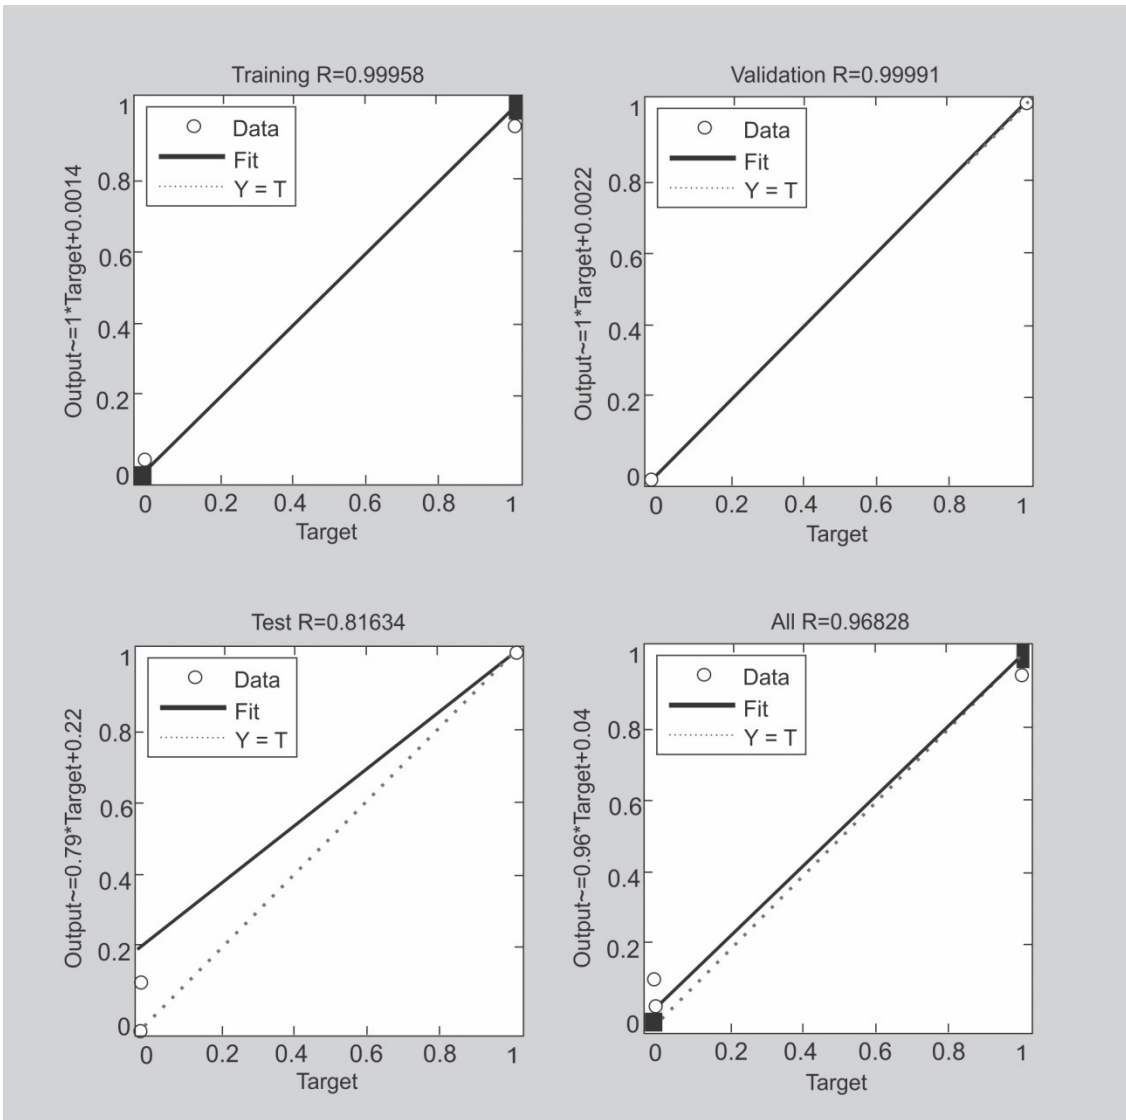 Training R=0.99958
Output~=1*Target+0.0014
1
0.8
0.6
0.4
0.2
0
Data
Fit
Y = T
0 0.2 0.4 0.6 0.8 1
Target
Validation R=0.99991
Output~=1*Target+0.0022
1
0.8
0.6
0.4
0.2
0
Data
Fit
Y = T
0 0.2 0.4 0.6 0.8 1
Target
Test R=0.81634
Output~=0.79*Target+0.22
1
0.8
0.6
0.4
0.2
0
Data
Fit
Y = T
0 0.2 0.4 0.6 0.8 1
Target
All R=0.96828
Output~=0.96*Target+0.04
1
0.8
0.6
0.4
0.2
0
Data
Fit
Y = T
0 0.2 0.4 0.6 0.8 1
Target